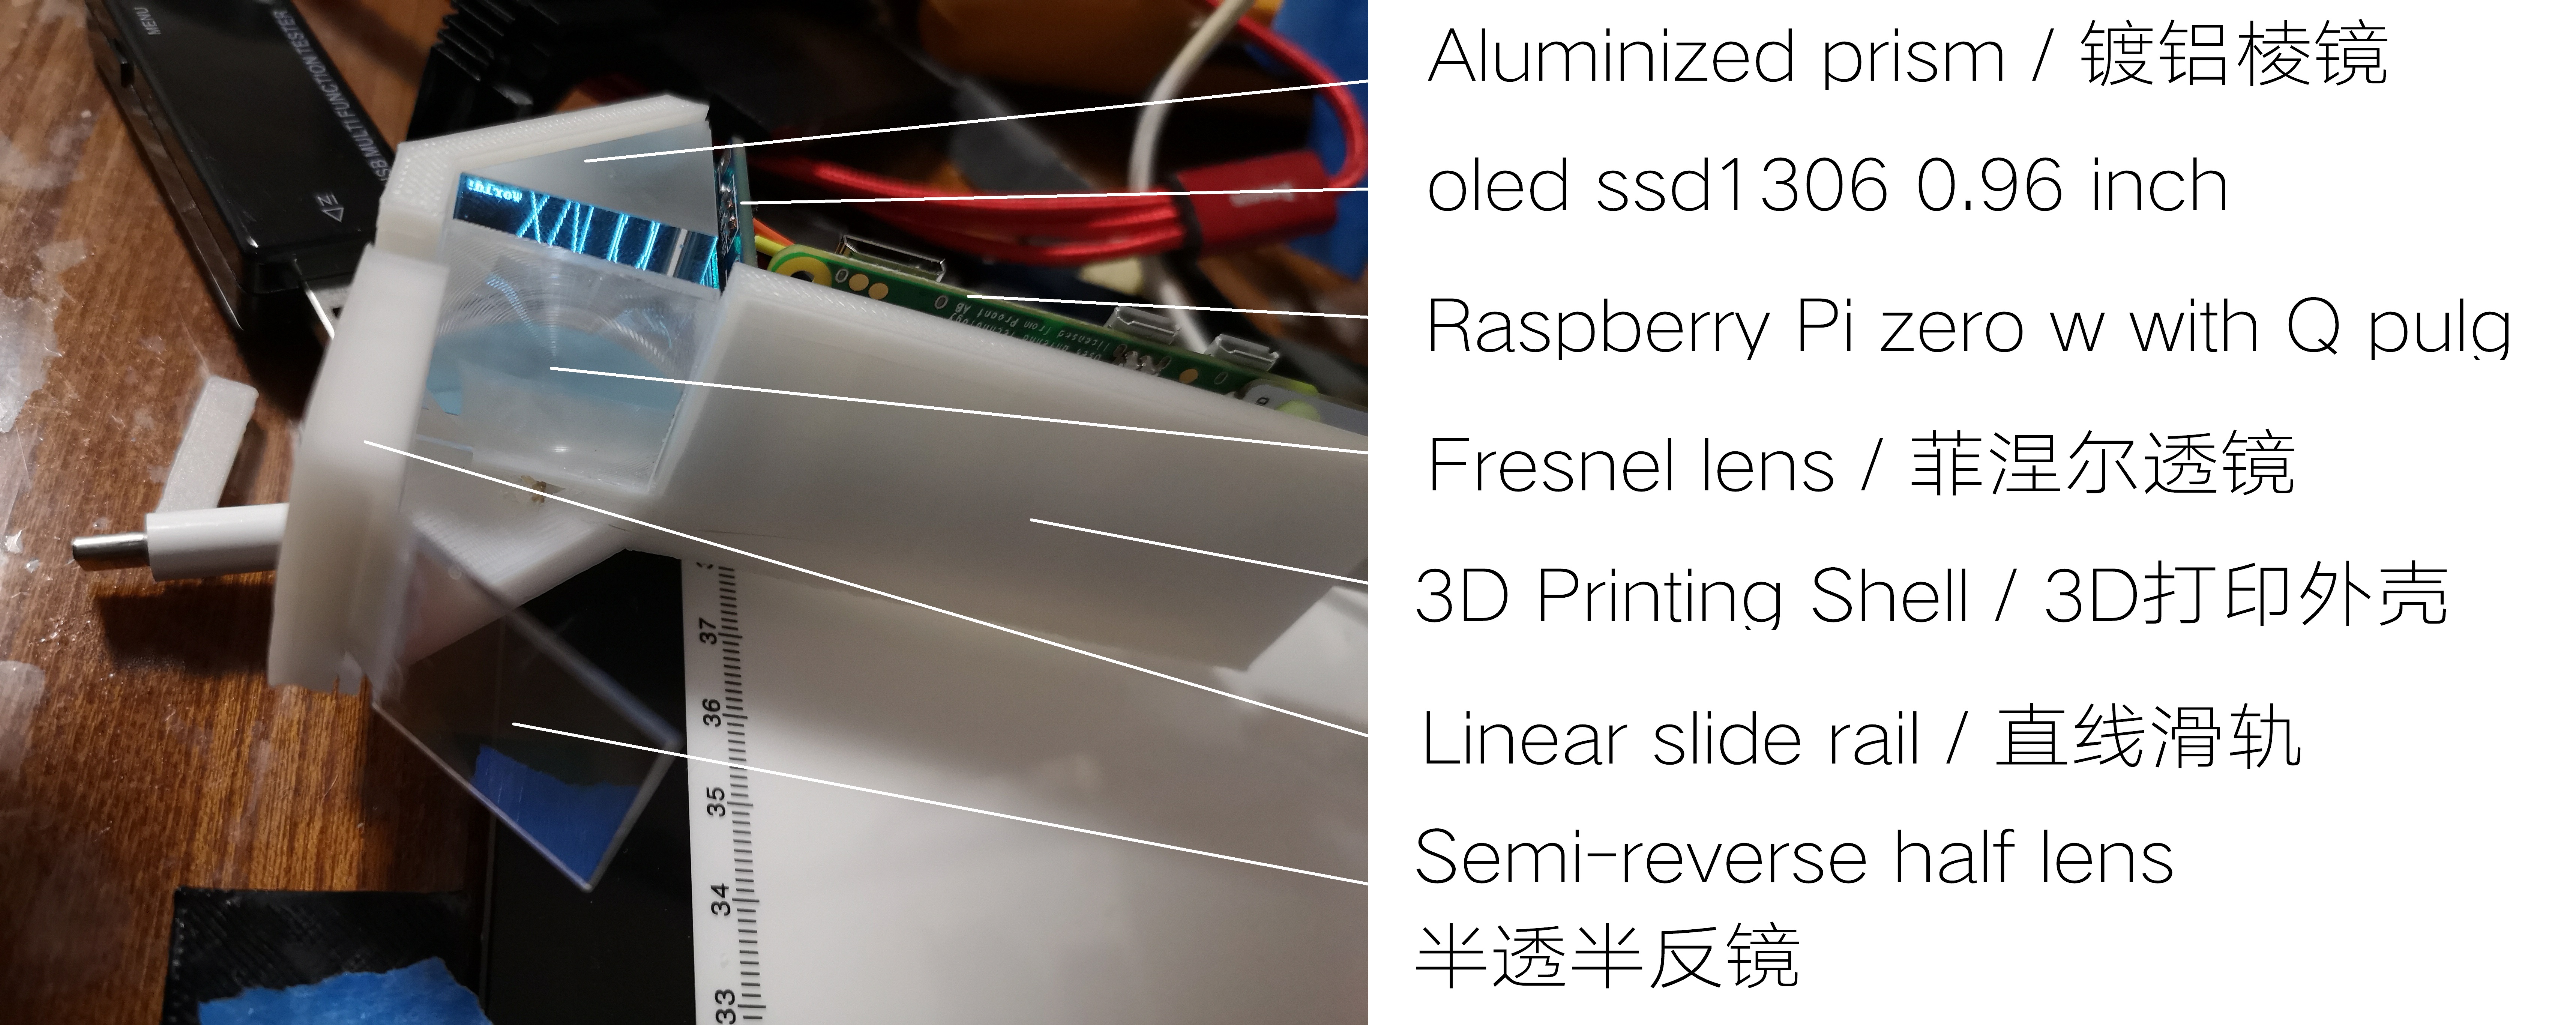 MENU
USB MULTI FUNCTION TESTER
Aluminized prism / 镀铝棱镜
oled ssd1306 0.96 inch
Raspberry Pi zero w with Q pulg
Fresnel lens / 菲涅尔透镜
3D Printing Shell / 3D打印外壳
Linear slide rail / 直线滑轨
Semi-reverse half lens
半透半反镜
37
36
35
34
33